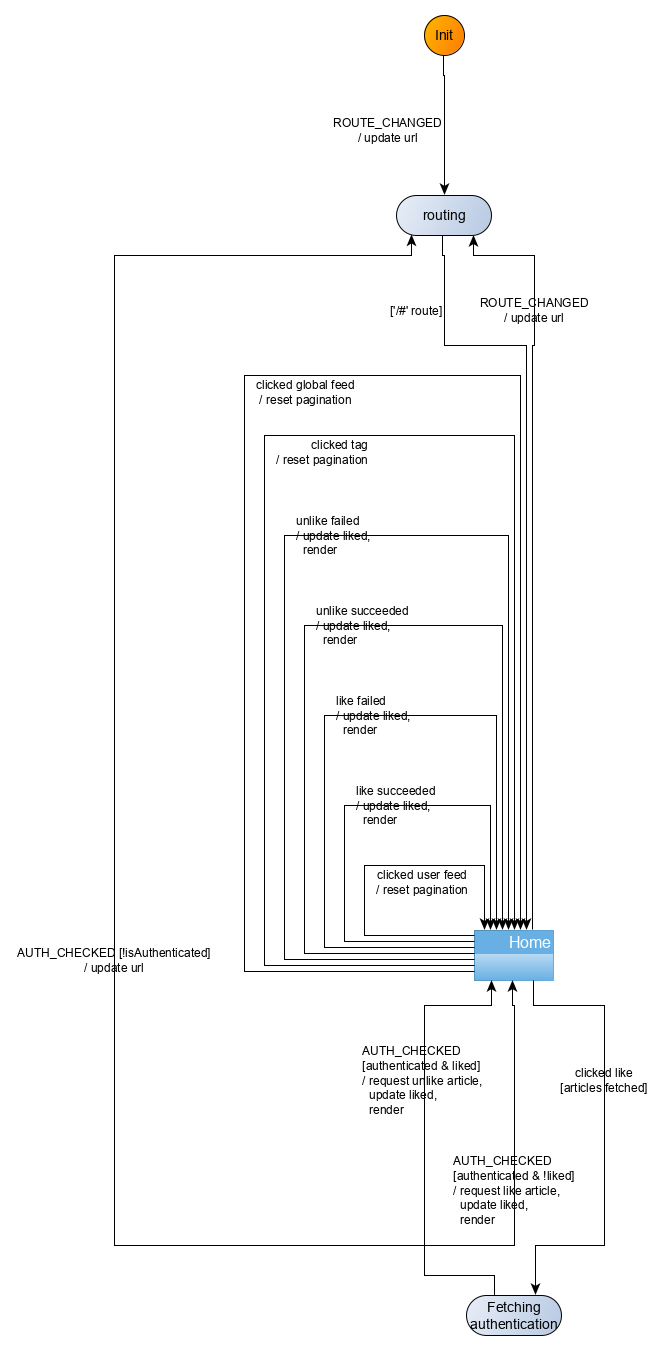 Init
ROUTE_CHANGED
/ update url
routing
['/#' route]
ROUTE_CHANGED
/ update url
clicked global feed
/ reset pagination
clicked tag
/ reset pagination
unlike failed
/ update liked,
render
unlike succeeded
/ update liked,
render
like failed
/ update liked,
render
like succeeded
/ update liked,
render
clicked user feed
/ reset pagination
Home
AUTH_CHECKED [!isAuthenticated]
/ update url
AUTH_CHECKED
[authenticated & liked]
/ request unlike article,
update liked,
render
clicked like
[articles fetched]
AUTH_CHECKED
[authenticated & !liked]
/ request like article,
update liked,
render
Fetching
authentication